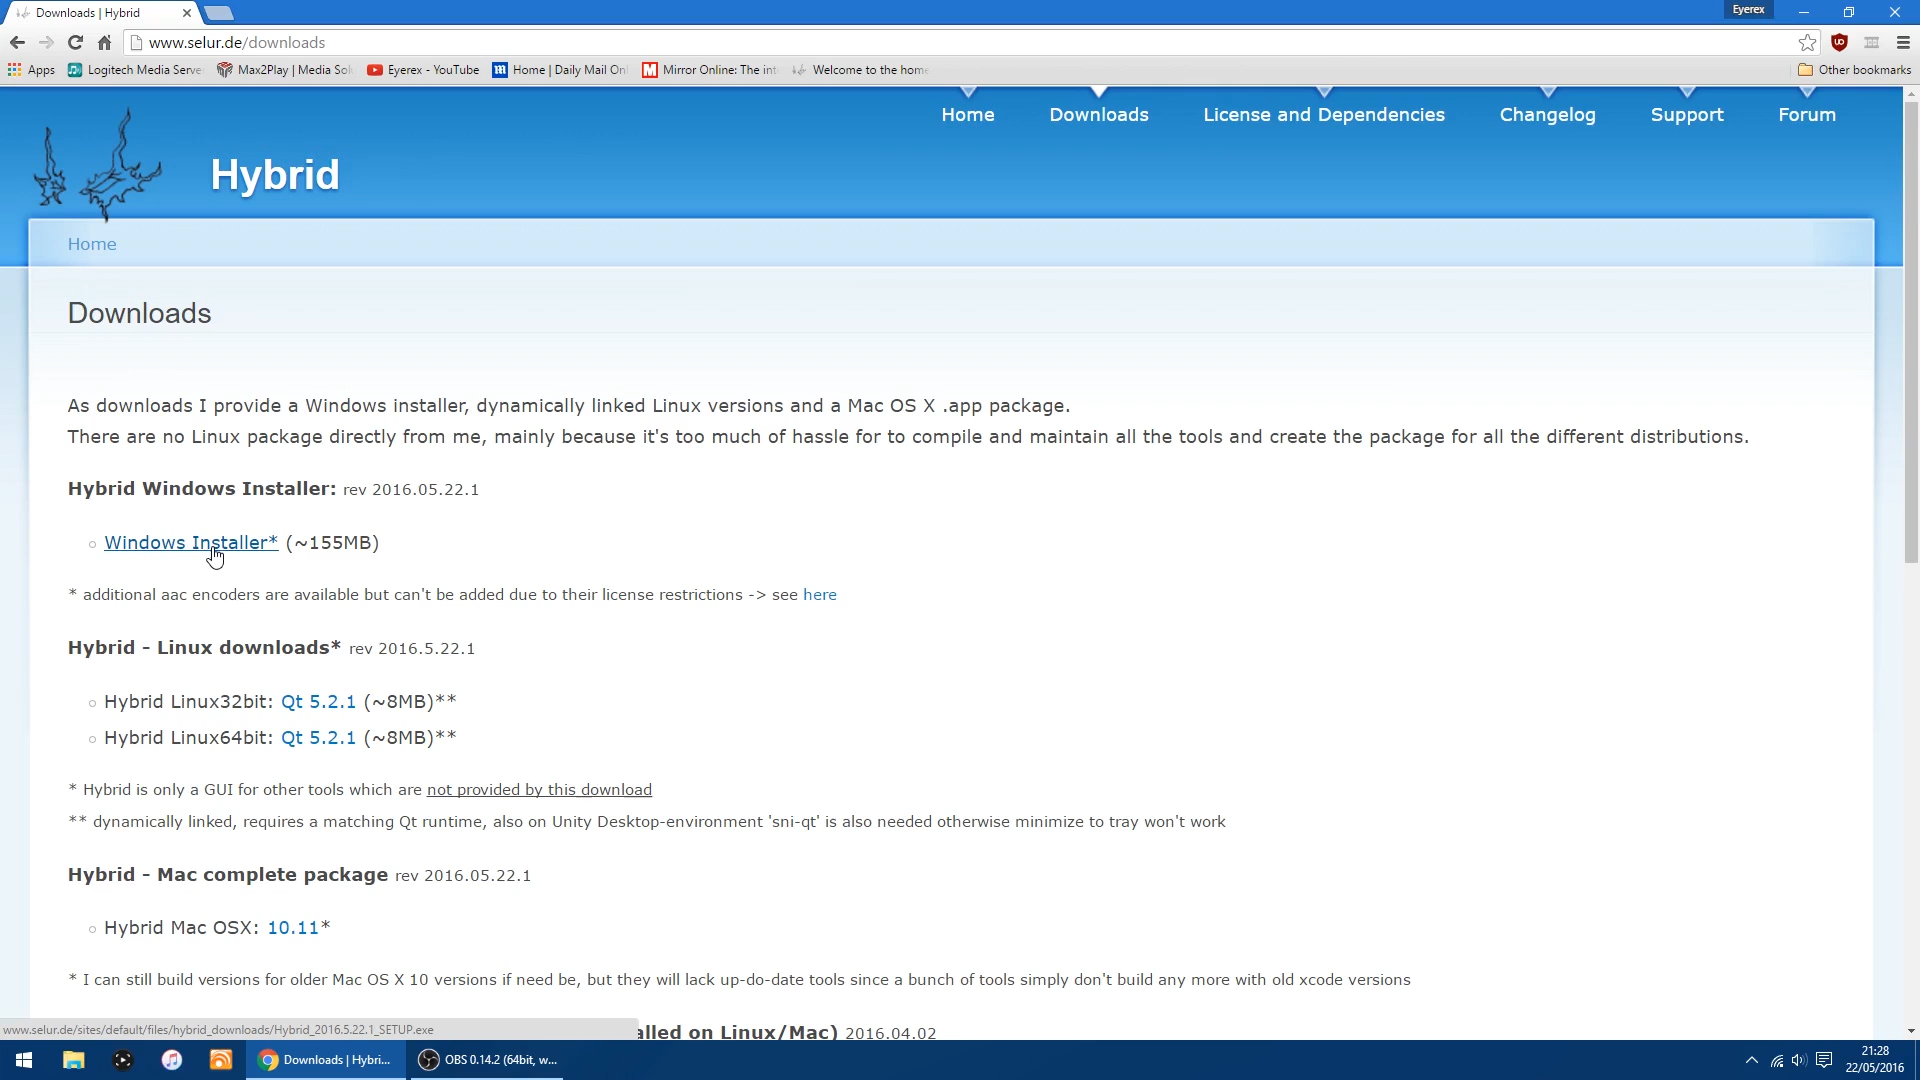 Downloads | Hybrid
Eyerex
www.selur.de/downloads
Apps Logitech Media Serve Max2Play | Media Sol Eyerex - YouTube Home | Daily Mail Onl Mirror Online: The int Welcome to the home Other bookmarks
Home Downloads License and Dependencies Changelog Support Forum
Hybrid
Home
Downloads
As downloads I provide a Windows installer, dynamically linked Linux versions and a Mac OS X .app package.
There are no Linux package directly from me, mainly because it's too much of hassle for to compile and maintain all the tools and create the package for all the different distributions.
Hybrid Windows Installer: rev 2016.05.22.1
Windows Installer* (~155MB)
* additional aac encoders are available but can't be added due to their license restrictions -> see here
Hybrid - Linux downloads* rev 2016.5.22.1
Hybrid Linux32bit: Qt 5.2.1 (~8MB)**
Hybrid Linux64bit: Qt 5.2.1 (~8MB)**
* Hybrid is only a GUI for other tools which are not provided by this download
** dynamically linked, requires a matching Qt runtime, also on Unity Desktop-environment 'sni-qt' is also needed otherwise minimize to tray won't work
Hybrid - Mac complete package rev 2016.05.22.1
Hybrid Mac OSX: 10.11*
* I can still build versions for older Mac OS X 10 versions if need be, but they will lack up-do-date tools since a bunch of tools simply don't build any more with old xcode versions
www.selur.de/sites/default/files/hybrid_downloads/Hybrid_2016.5.22.1_SETUP.exe
alled on Linux/Mac) 2016.04.02
Downloads | Hybri... OBS 0.14.2 (64bit, w...
21:28
22/05/2016